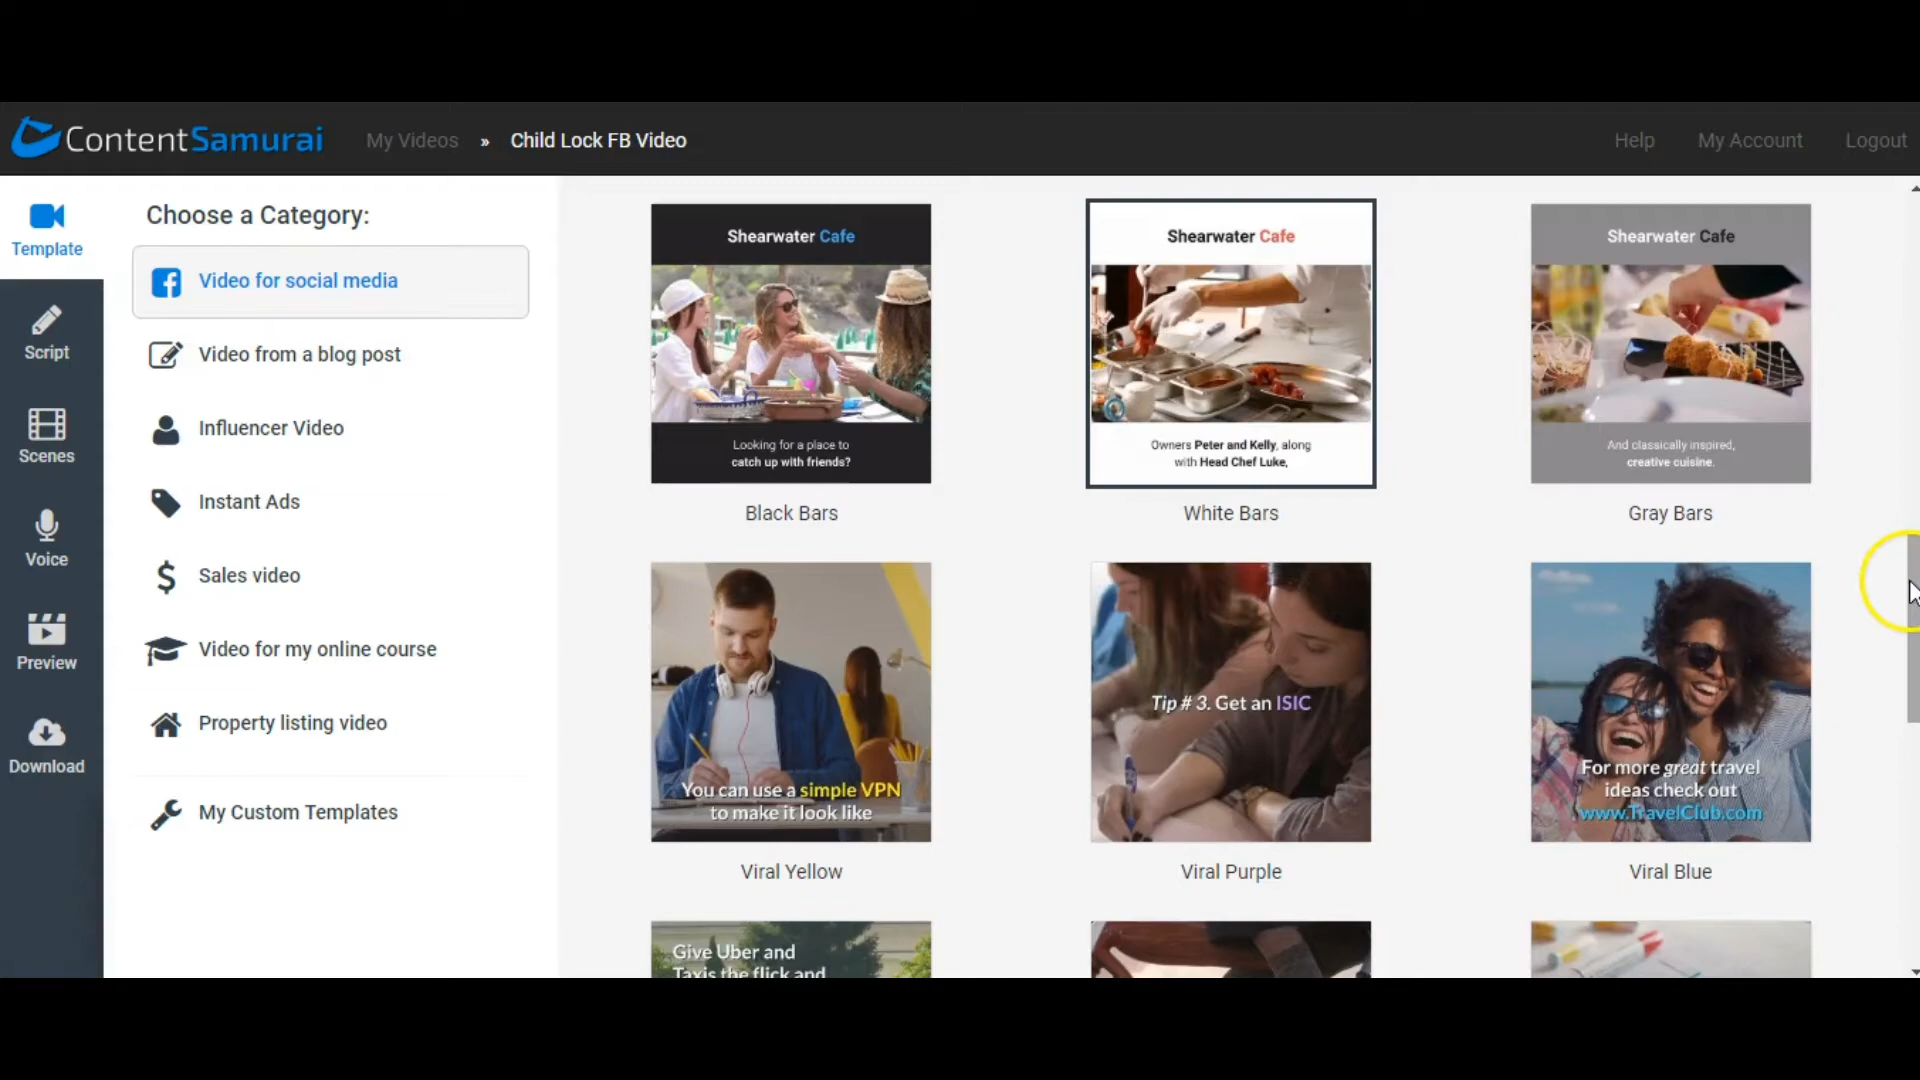 ContentSamurai
My Videos » Child Lock FB Video
Help
My Account
Logout
Template
Script
Scenes
Voice
Preview
Download
Choose a Category:
Video for social media
Video from a blog post
Influencer Video
Instant Ads
Sales video
Video for my online course
Property listing video
My Custom Templates
Shearwater Cafe
Looking for a place to
catch up with friends?
Black Bars
Shearwater Cafe
Owners Peter and Kelly, along
with Head Chef Luke,
White Bars
Shearwater Cafe
And classically inspired,
creative cuisine.
Gray Bars
You can use a simple VPN
to make it look like
Viral Yellow
Tip # 3. Get an ISIC
Viral Purple
For more great travel
ideas check out
www.TravelClub.com
Viral Blue
Give Uber and
Taxis the flick and